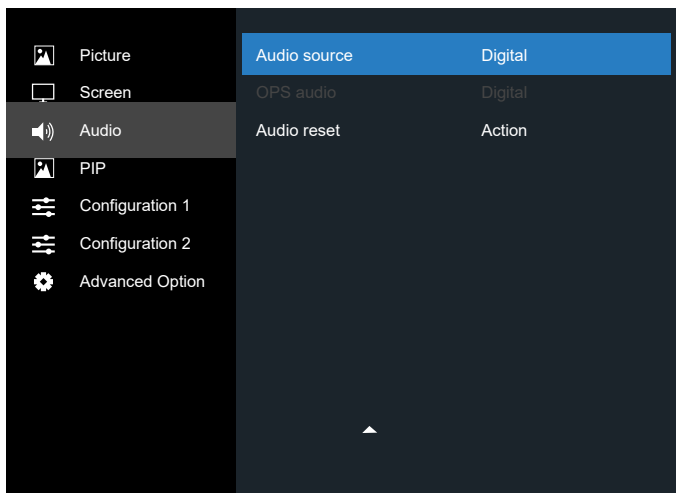 Picture
Screen
Audio
PIP
Configuration 1
Configuration 2
Advanced Option
Audio source Digital
OPS audio Digital
Audio reset Action